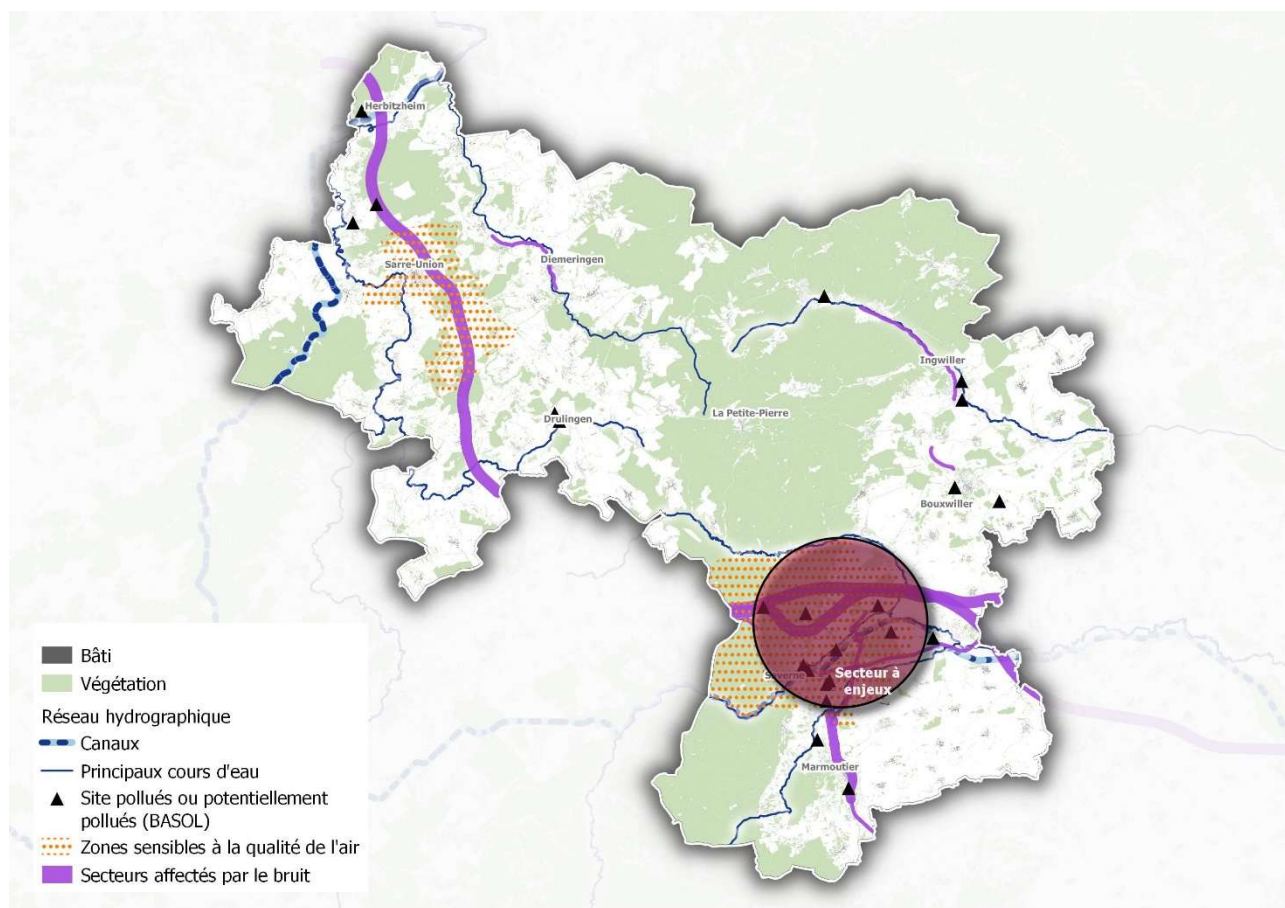 Herbitzheim
Sarre-Union
Diemeringen
Ingwiller
La Petite-Pierre
Drulingen
Bouxwiller
Saverne
Secteur à
enjeux
Marmoutier
Bâti
Végétation
Réseau hydrographique
Canaux
Principaux cours d'eau
Site pollués ou potentiellement
pollués (BASOL)
Zones sensibles à la qualité de l'air
Secteurs affectés par le bruit